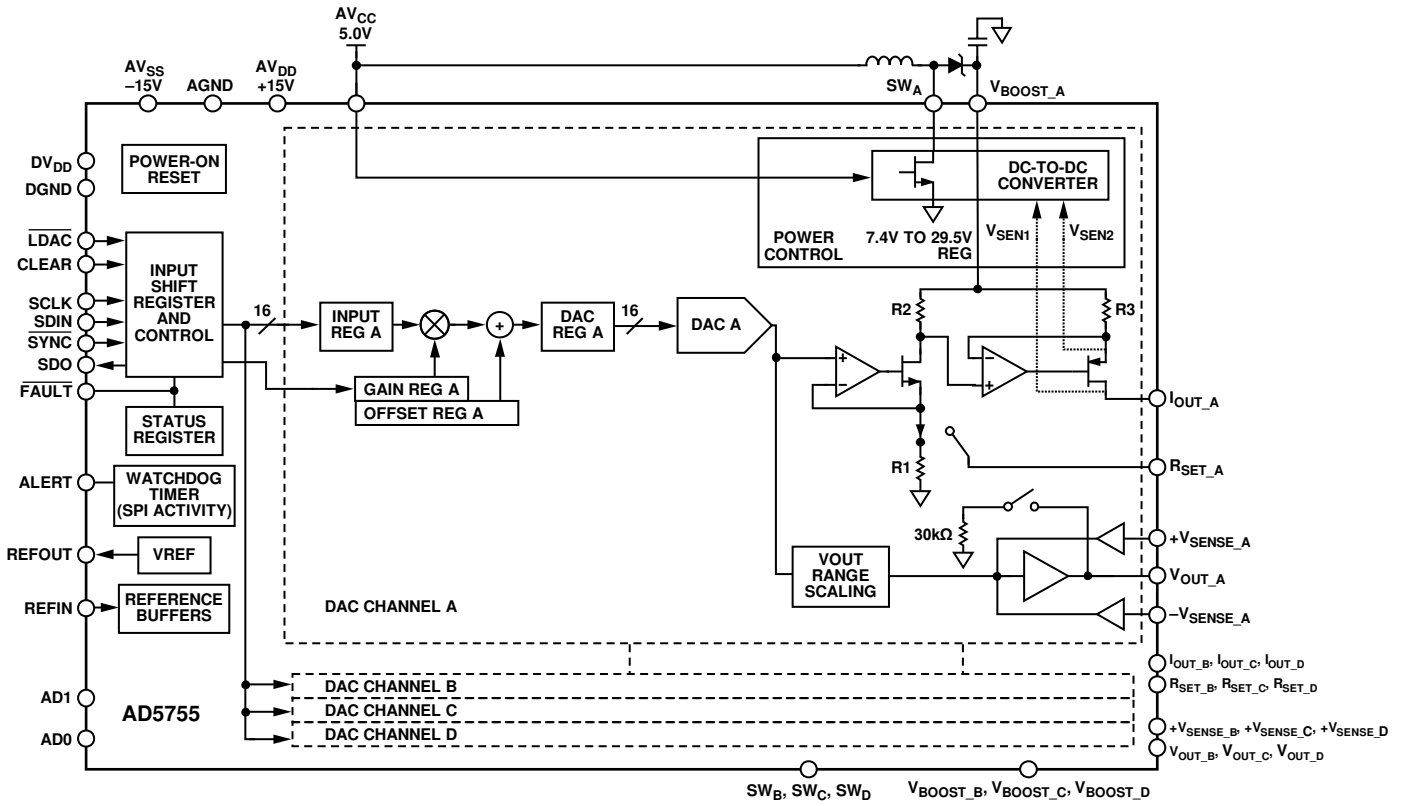 AVCC
5.0V
AVSS
–15V
AGND
AVDD
+15V
SWA
VBOOST_A
DVDD
DGND
POWER-ON
RESET
DC-TO-DC
CONVERTER
POWER
CONTROL
7.4V TO 29.5V
REG
VSEN1
VSEN2
LDAC
CLEAR
SCLK
SDIN
SYNC
SDO
FAULT
INPUT
SHIFT
REGISTER
AND
CONTROL
16
INPUT
REG A
×
+
DAC
REG A
16
DAC A
GAIN REG A
OFFSET REG A
R2
R3
+
–
–
+
R1
IOUT_A
RSET_A
STATUS
REGISTER
ALERT
WATCHDOG
TIMER
(SPI ACTIVITY)
REFOUT
VREF
REFIN
REFERENCE
BUFFERS
30kΩ
VOUT
RANGE
SCALING
+VSENSE_A
VOUT_A
–VSENSE_A
DAC CHANNEL A
DAC CHANNEL B
DAC CHANNEL C
DAC CHANNEL D
AD1
AD0
AD5755
IOUT_B, IOUT_C, IOUT_D
RSET_B, RSET_C, RSET_D
+VSENSE_B, +VSENSE_C, +VSENSE_D
VOUT_B, VOUT_C, VOUT_D
SWB, SWC, SWD
VBOOST_B, VBOOST_C, VBOOST_D